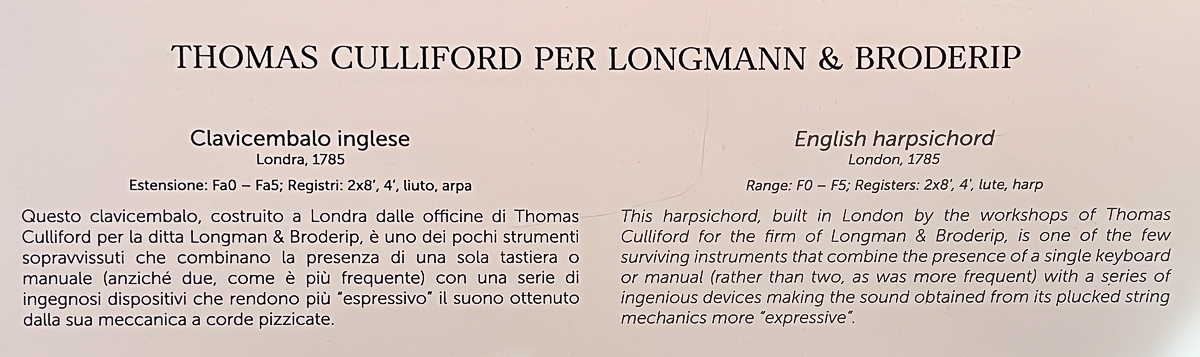 THOMAS CULLIFORD PER LONGMANN & BRODERIP
Clavicembalo inglese
Londra, 1785
Estensione: Fa0 – Fa5; Registri: 2x8', 4', liuto, arpa
Questo clavicembalo, costruito a Londra dalle officine di Thomas
Culliford per la ditta Longman & Broderip, è uno dei pochi strumenti
sopravvissuti che combinano la presenza di una sola tastiera o
manuale (anziché due, come è più frequente) con una serie di
ingegnosi dispositivi che rendono più "espressivo" il suono ottenuto
dalla sua meccanica a corde pizzicate.
English harpsichord
London, 1785
Range: F0 – F5; Registers: 2x8', 4', lute, harp
This harpsichord, built in London by the workshops of Thomas
Culliford for the firm of Longman & Broderip, is one of the few
surviving instruments that combine the presence of a single keyboard
or manual (rather than two, as was more frequent) with a series of
ingenious devices making the sound obtained from its plucked string
mechanics more "expressive".